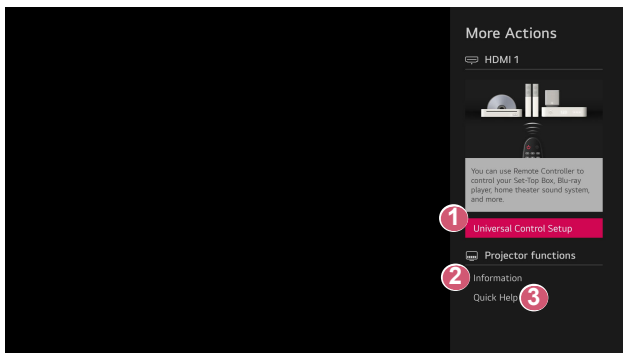 More Actions
HDMI 1
You can use Remote Controller to
control your Set-Top Box, Blu-ray
player, home theater sound system,
and more.
1
Universal Control Setup
Projector functions
2
Information
Quick Help
3